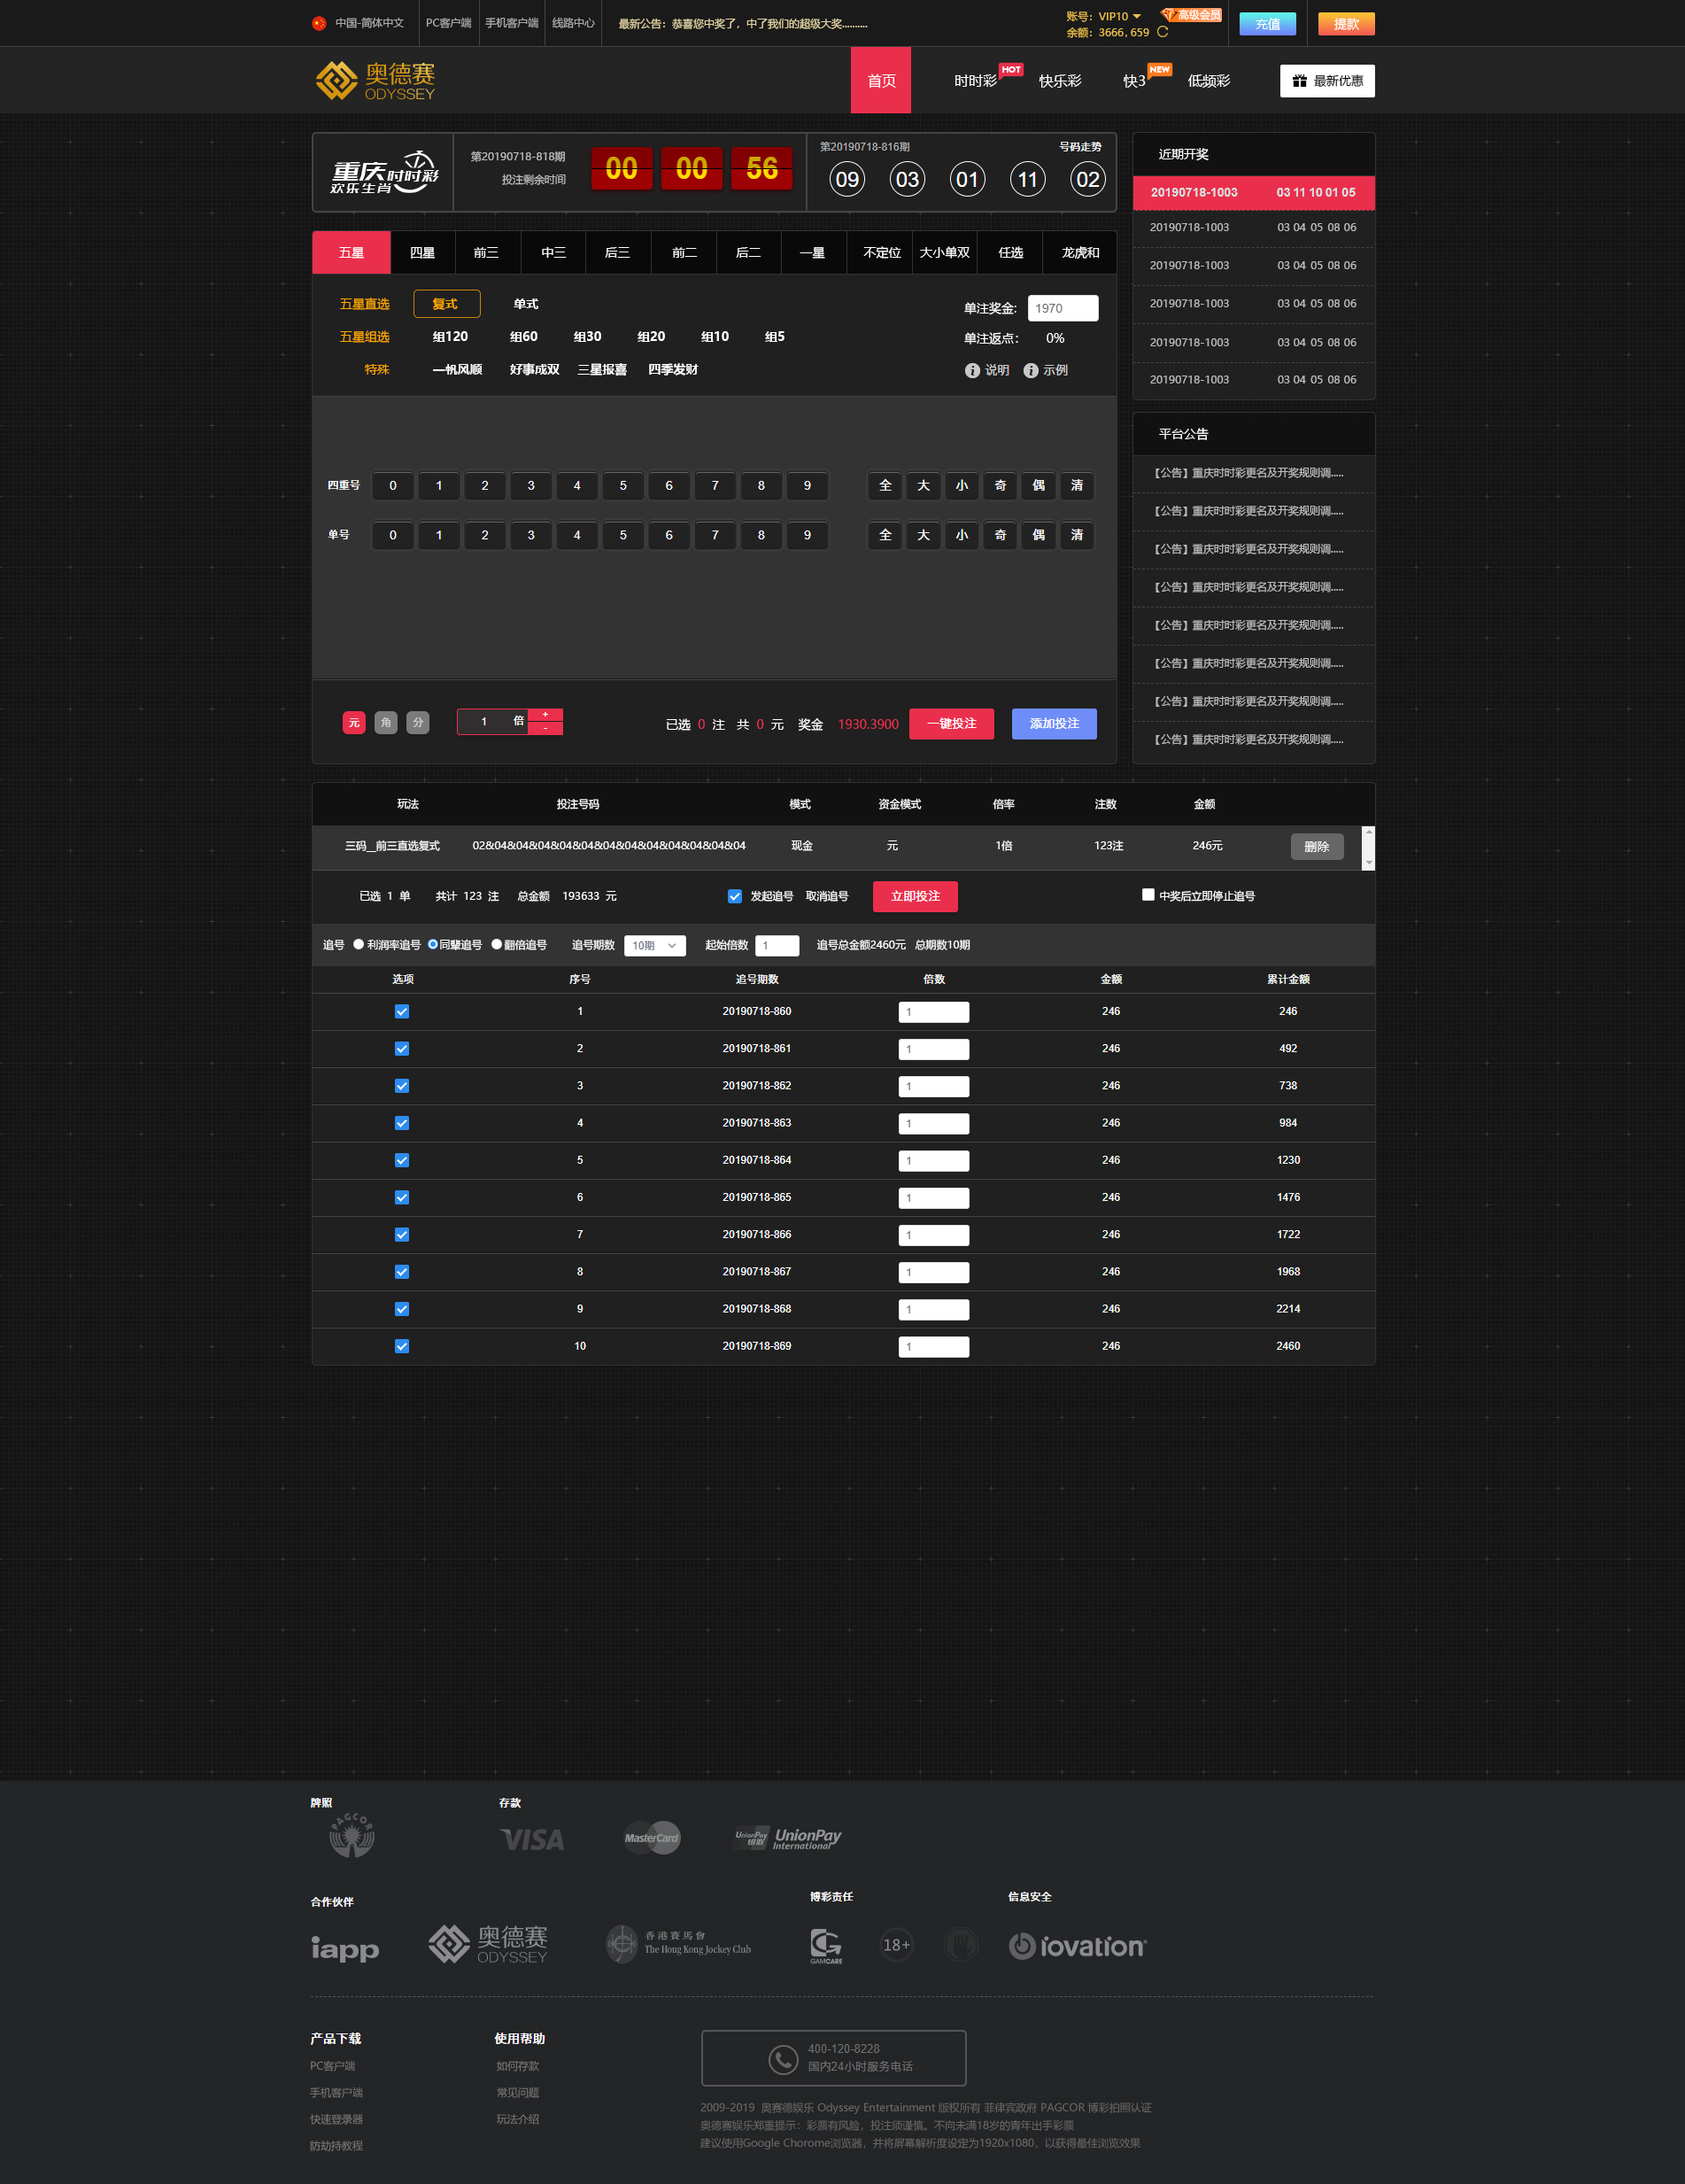 中国-简体中文 PC客户端 手机客户端 线路中心 最新公告：恭喜您中奖了，中了我们的超级大奖.......... 账号：VIP10 高级会员 充值 提款
余额：3666,659
奥德赛
ODYSSEY
首页 时时彩 HOT 快乐彩 快3 NEW 低频彩 最新优惠
重庆时时彩
欢乐生肖
第20190718-818期
投注剩余时间
00 00 56
第20190718-816期 号码走势
09 03 01 11 02
近期开奖
20190718-1003 03 11 10 01 05
20190718-1003 03 04 05 08 06
20190718-1003 03 04 05 08 06
20190718-1003 03 04 05 08 06
20190718-1003 03 04 05 08 06
20190718-1003 03 04 05 08 06
五星 四星 前三 中三 后三 前二 后二 一星 不定位 大小单双 任选 龙虎和
五星直选 复式 单式 单注奖金: 1970
五星组选 组120 组60 组30 组20 组10 组5 单注返点: 0%
特殊 一帆风顺 好事成双 三星报喜 四季发财 说明 示例
平台公告
【公告】重庆时时彩更名及开奖规则调.....
【公告】重庆时时彩更名及开奖规则调.....
【公告】重庆时时彩更名及开奖规则调.....
【公告】重庆时时彩更名及开奖规则调.....
【公告】重庆时时彩更名及开奖规则调.....
【公告】重庆时时彩更名及开奖规则调.....
【公告】重庆时时彩更名及开奖规则调.....
【公告】重庆时时彩更名及开奖规则调.....
四重号 0 1 2 3 4 5 6 7 8 9 全 大 小 奇 偶 清
单号 0 1 2 3 4 5 6 7 8 9 全 大 小 奇 偶 清
元 角 分 1 倍 + - 已选 0 注 共 0 元 奖金 1930.3900 一键投注 添加投注
玩法 投注号码 模式 资金模式 倍率 注数 金额
三码__前三直选复式 02&04&04&04&04&04&04&04&04&04&04&04&04 现金 元 1倍 123注 246元 删除
已选 1 单 共计 123 注 总金额 193633 元 发起追号 取消追号 立即投注 中奖后立即停止追号
追号 利润率追号 同辈追号 翻倍追号 追号期数 10期 起始倍数 1 追号总金额2460元 总期数10期
选项 序号 追号期数 倍数 金额 累计金额
1 20190718-860 1 246 246
2 20190718-861 1 246 492
3 20190718-862 1 246 738
4 20190718-863 1 246 984
5 20190718-864 1 246 1230
6 20190718-865 1 246 1476
7 20190718-866 1 246 1722
8 20190718-867 1 246 1968
9 20190718-868 1 246 2214
10 20190718-869 1 246 2460
牌照 存款
PAGCOR VISA MasterCard UnionPay 银联 UnionPay International
合作伙伴 博彩责任 信息安全
iapp 奥德赛 ODYSSEY 香港賽馬會 The Hong Kong Jockey Club GAMCARE 18+ iovation
产品下载 使用帮助
PC客户端 如何存款
手机客户端 常见问题
快速登录器 玩法介绍
防劫持教程
400-120-8228
国内24小时服务电话
2009-2019 奥赛德娱乐 Odyssey Entertainment 版权所有 菲律宾政府 PAGCOR 博彩拍照认证
奥德赛娱乐郑重提示：彩票有风险，投注须谨慎。不向未满18岁的青年出手彩票
建议使用Google Chorome浏览器，并将屏幕解析度设定为1920x1080，以获得最佳浏览效果